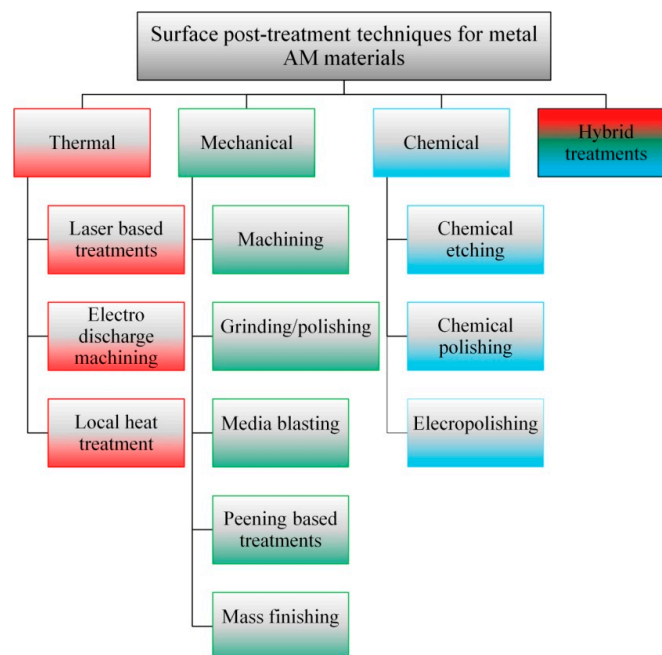 Surface post-treatment techniques for metal
AM materials
Thermal
Mechanical
Chemical
Hybrid
treatments
Laser based
treatments
Electro
discharge
machining
Local heat
treatment
Machining
Grinding/polishing
Media blasting
Peening based
treatments
Mass finishing
Chemical
etching
Chemical
polishing
Elecropolishing